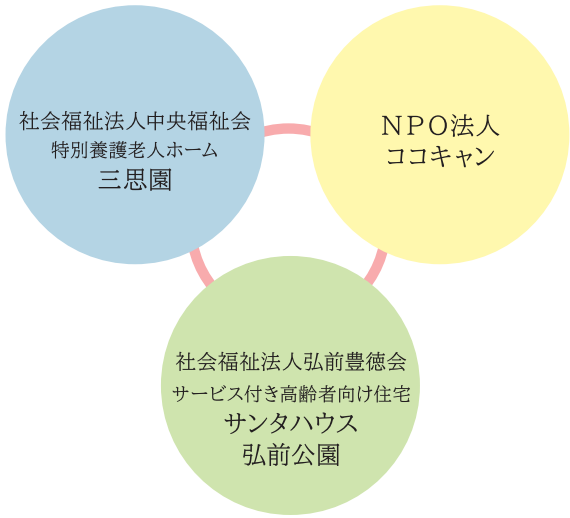 社会福祉法人中央福祉会
特別養護老人ホーム
三思園
ＮＰＯ法人
ココキャン
社会福祉法人弘前豊徳会
サービス付き高齢者向け住宅
サンタハウス
弘前公園